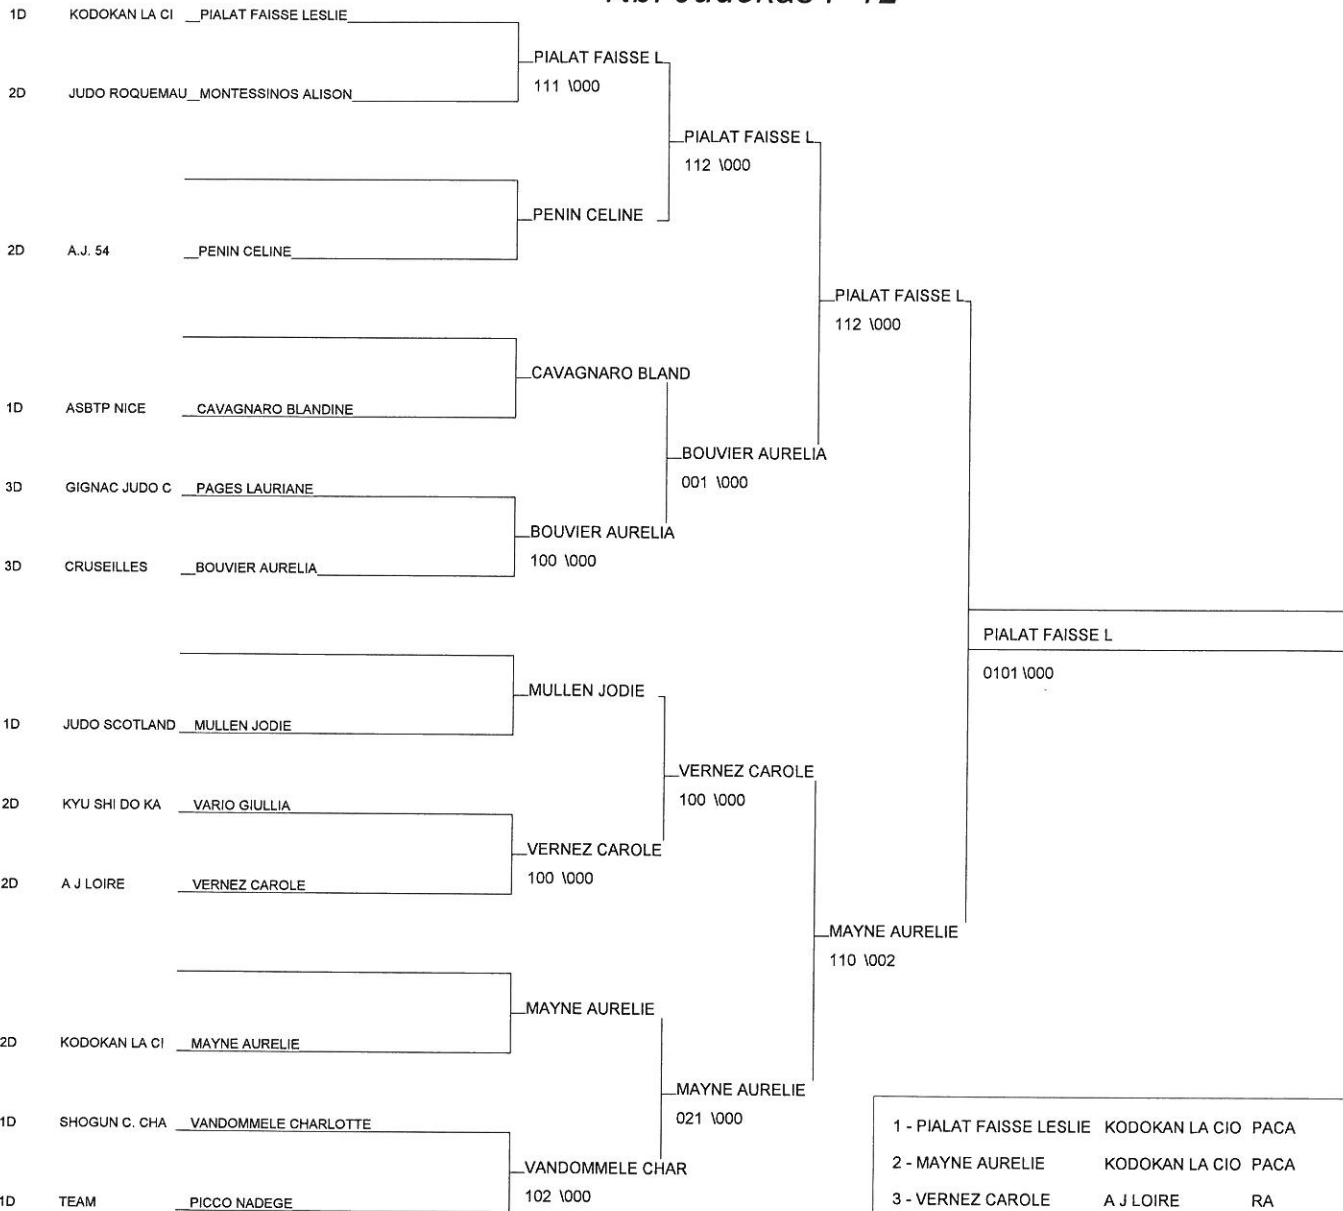 1D KODOKAN LA CI PIALAT FAISSE LESLIE
PIALAT FAISSE L
111 \000
2D JUDO ROQUEMAU MONTESSINOS ALISON
PIALAT FAISSE L
112 \000
PENIN CELINE
2D A.J. 54 PENIN CELINE
PIALAT FAISSE L
112 \000
CAVAGNARO BLAND
1D ASBTP NICE CAVAGNARO BLANDINE
BOUVIER AURELIA
001 \000
3D GIGNAC JUDO C PAGES LAURIANE
BOUVIER AURELIA
100 \000
3D CRUSEILLES BOUVIER AURELIA
PIALAT FAISSE L
0101 \000
MULLEN JODIE
1D JUDO SCOTLAND MULLEN JODIE
VERNEZ CAROLE
100 \000
2D KYU SHI DO KA VARIO GIULLIA
VERNEZ CAROLE
100 \000
2D A J LOIRE VERNEZ CAROLE
MAYNE AURELIE
110 \002
MAYNE AURELIE
2D KODOKAN LA CI MAYNE AURELIE
MAYNE AURELIE
021 \000
1D SHOGUN C. CHA VANDOMMELE CHARLOTTE
VANDOMMELE CHAR
102 \000
1D TEAM PICCO NADEGE
1 - PIALAT FAISSE LESLIE KODOKAN LA CIO PACA
2 - MAYNE AURELIE KODOKAN LA CIO PACA
3 - VERNEZ CAROLE A J LOIRE RA